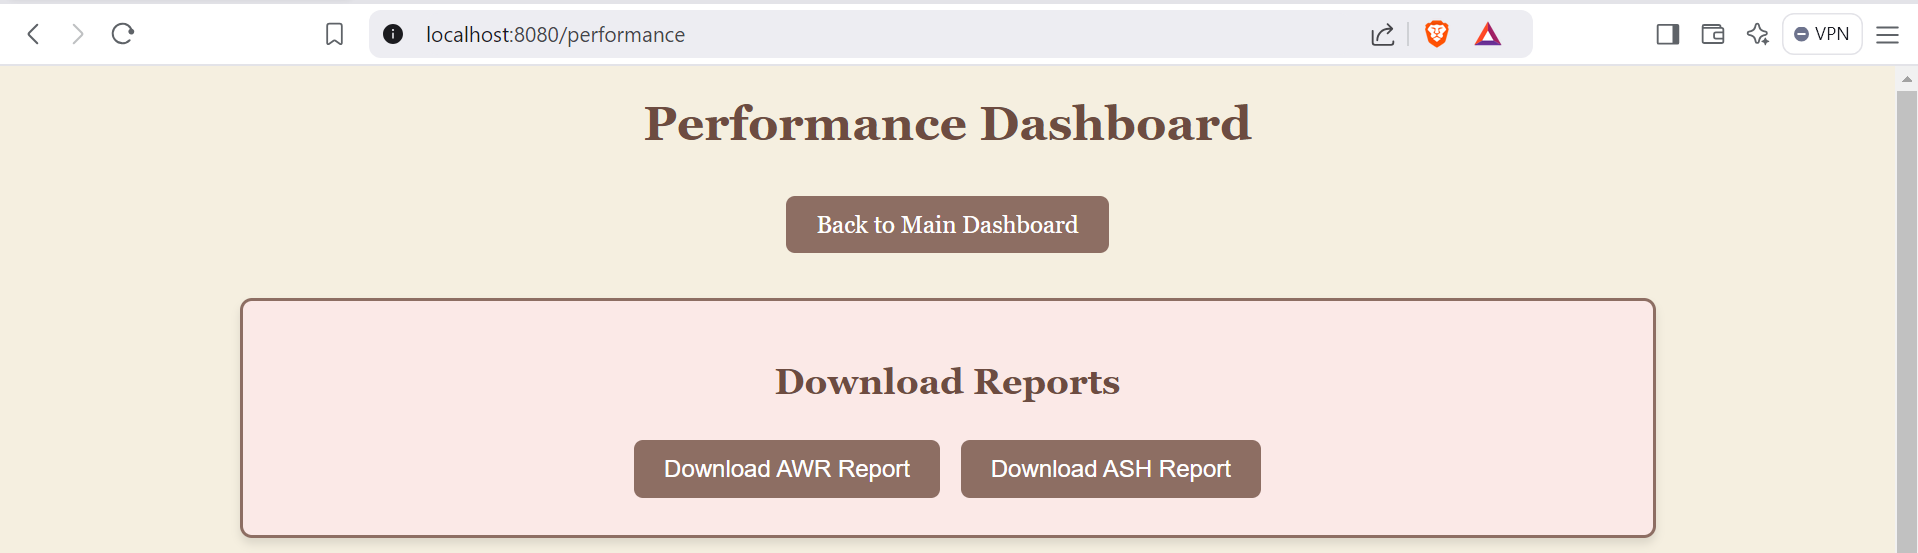 localhost:8080/performance
VPN
Performance Dashboard
Back to Main Dashboard
Download Reports
Download AWR Report
Download ASH Report